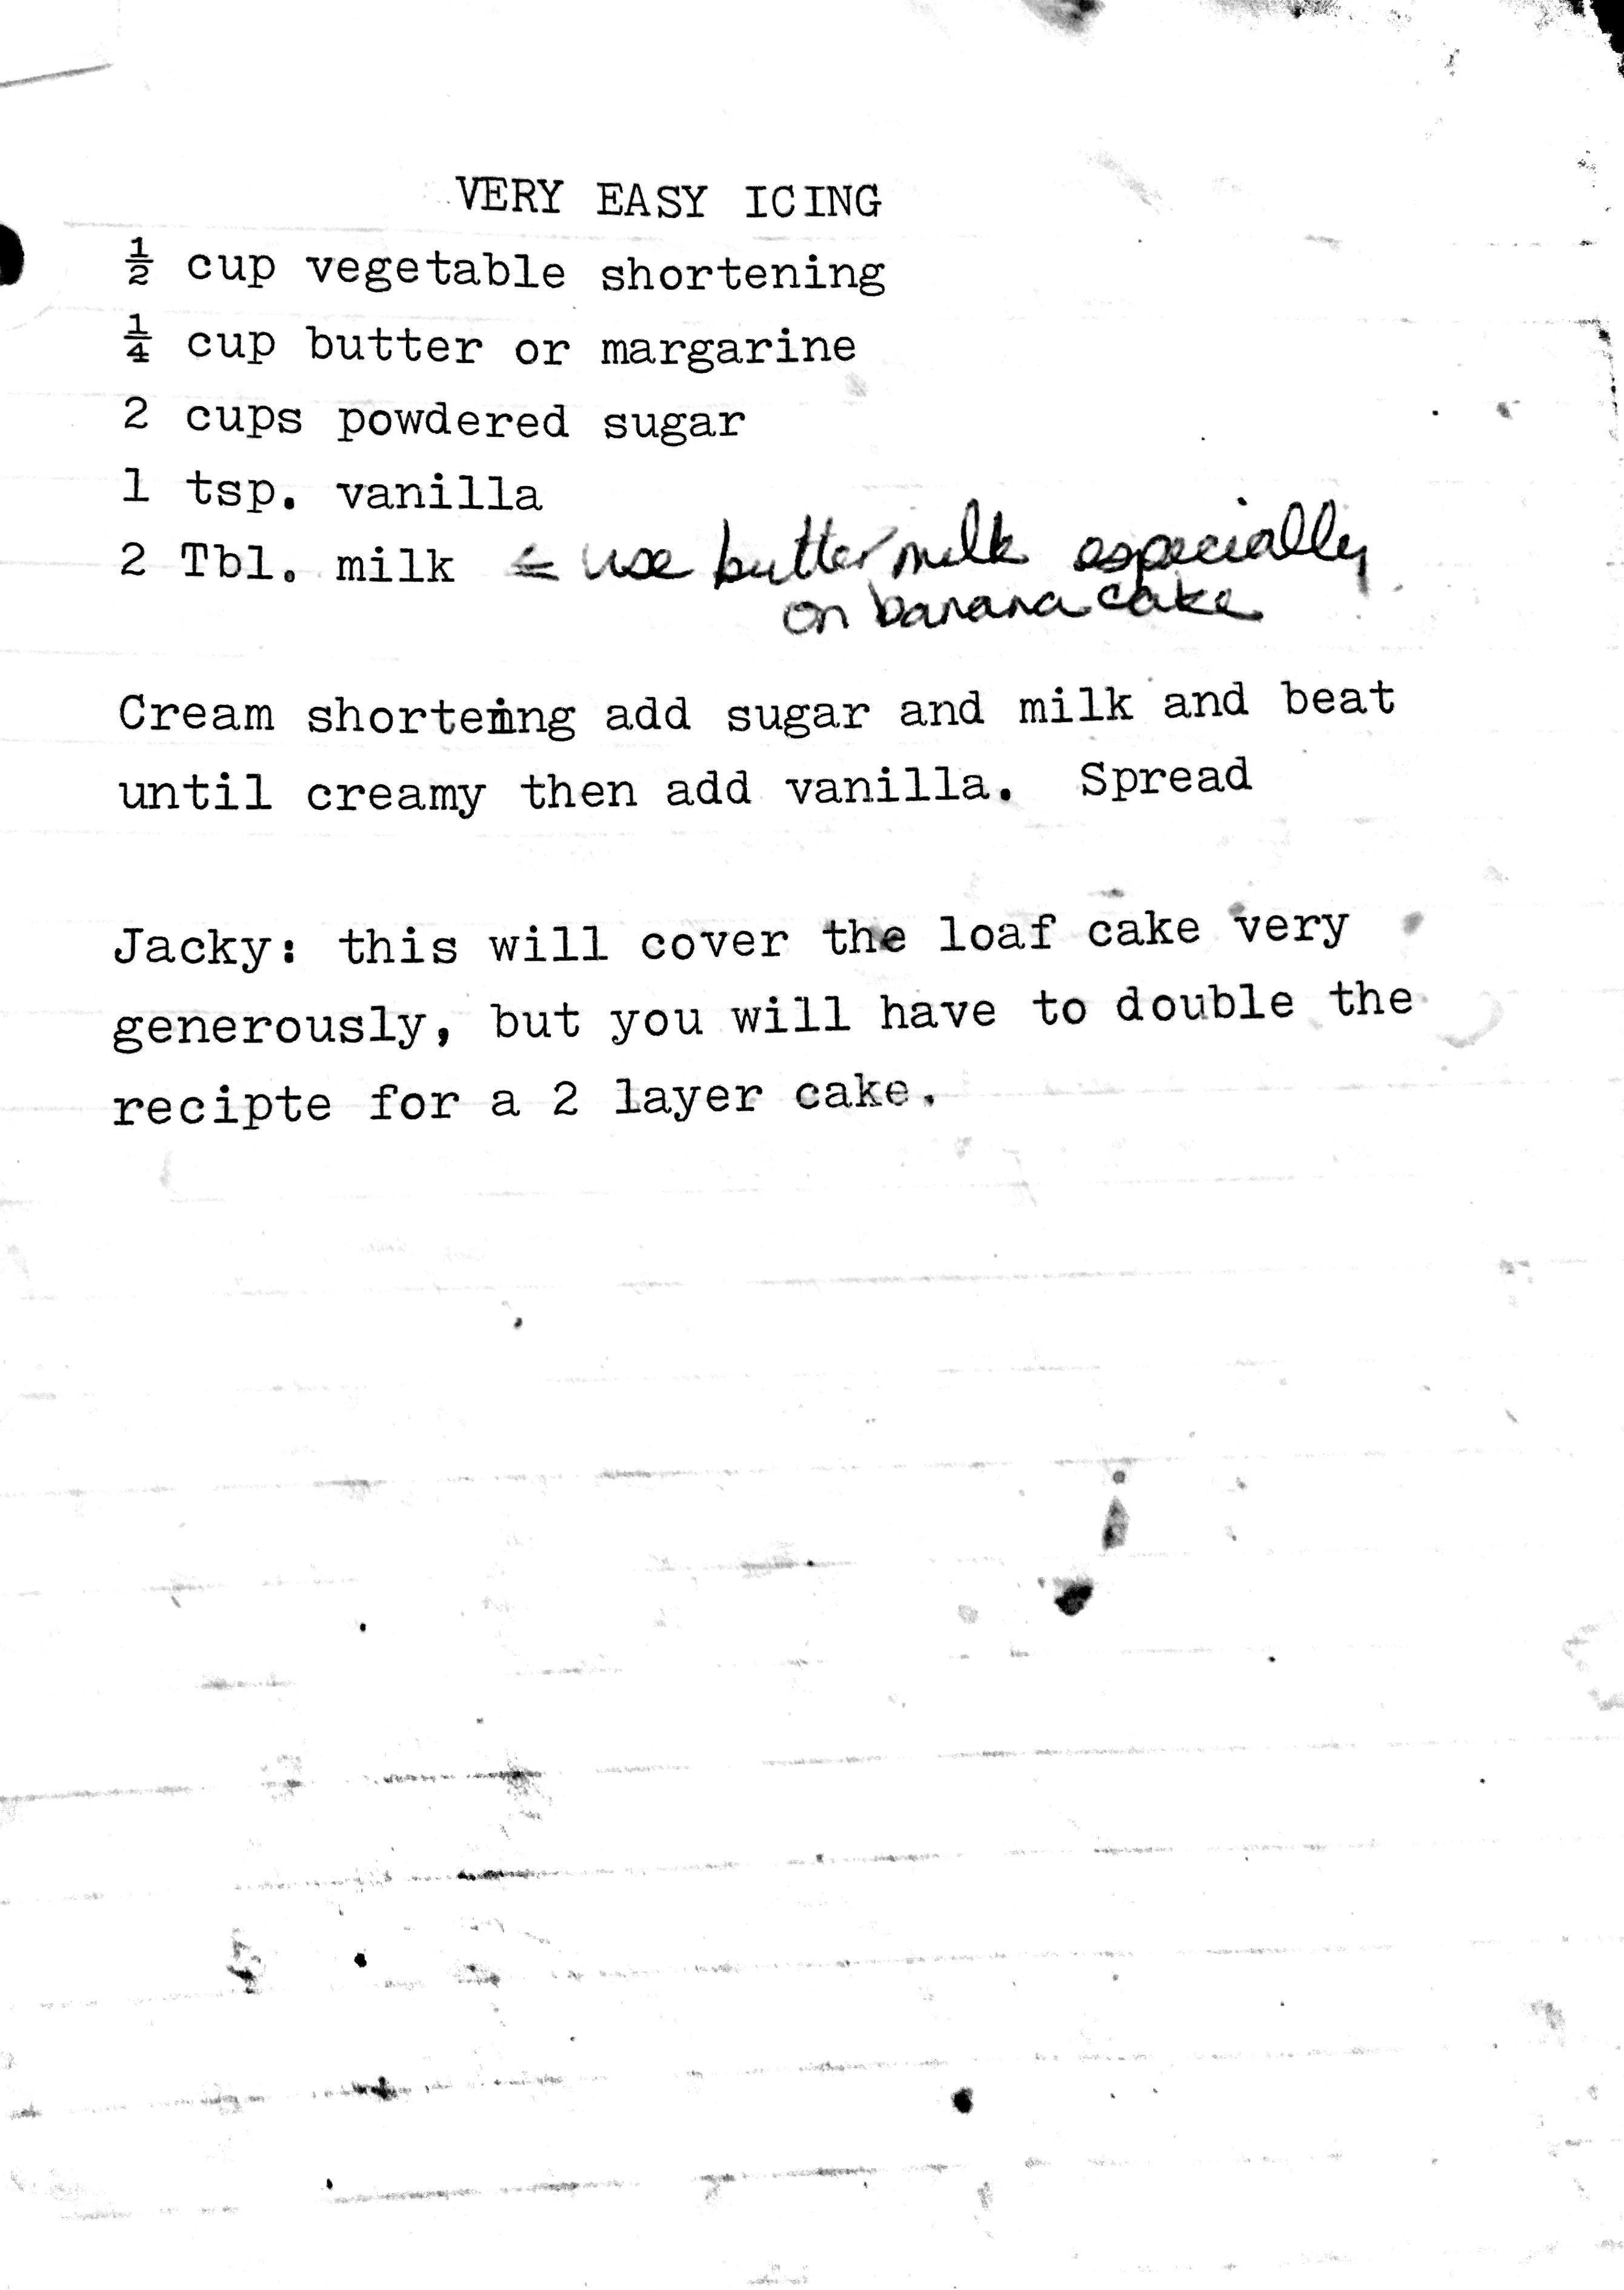 VERY EASY ICING
½ cup vegetable shortening
¼ cup butter or margarine
2 cups powdered sugar
1 tsp. vanilla
2 Tbl. milk ⇐ use buttermilk especially
on banana cake
Cream shortening add sugar and milk and beat
until creamy then add vanilla. Spread
Jacky: this will cover the loaf cake very
generously, but you will have to double the
recipte for a 2 layer cake.